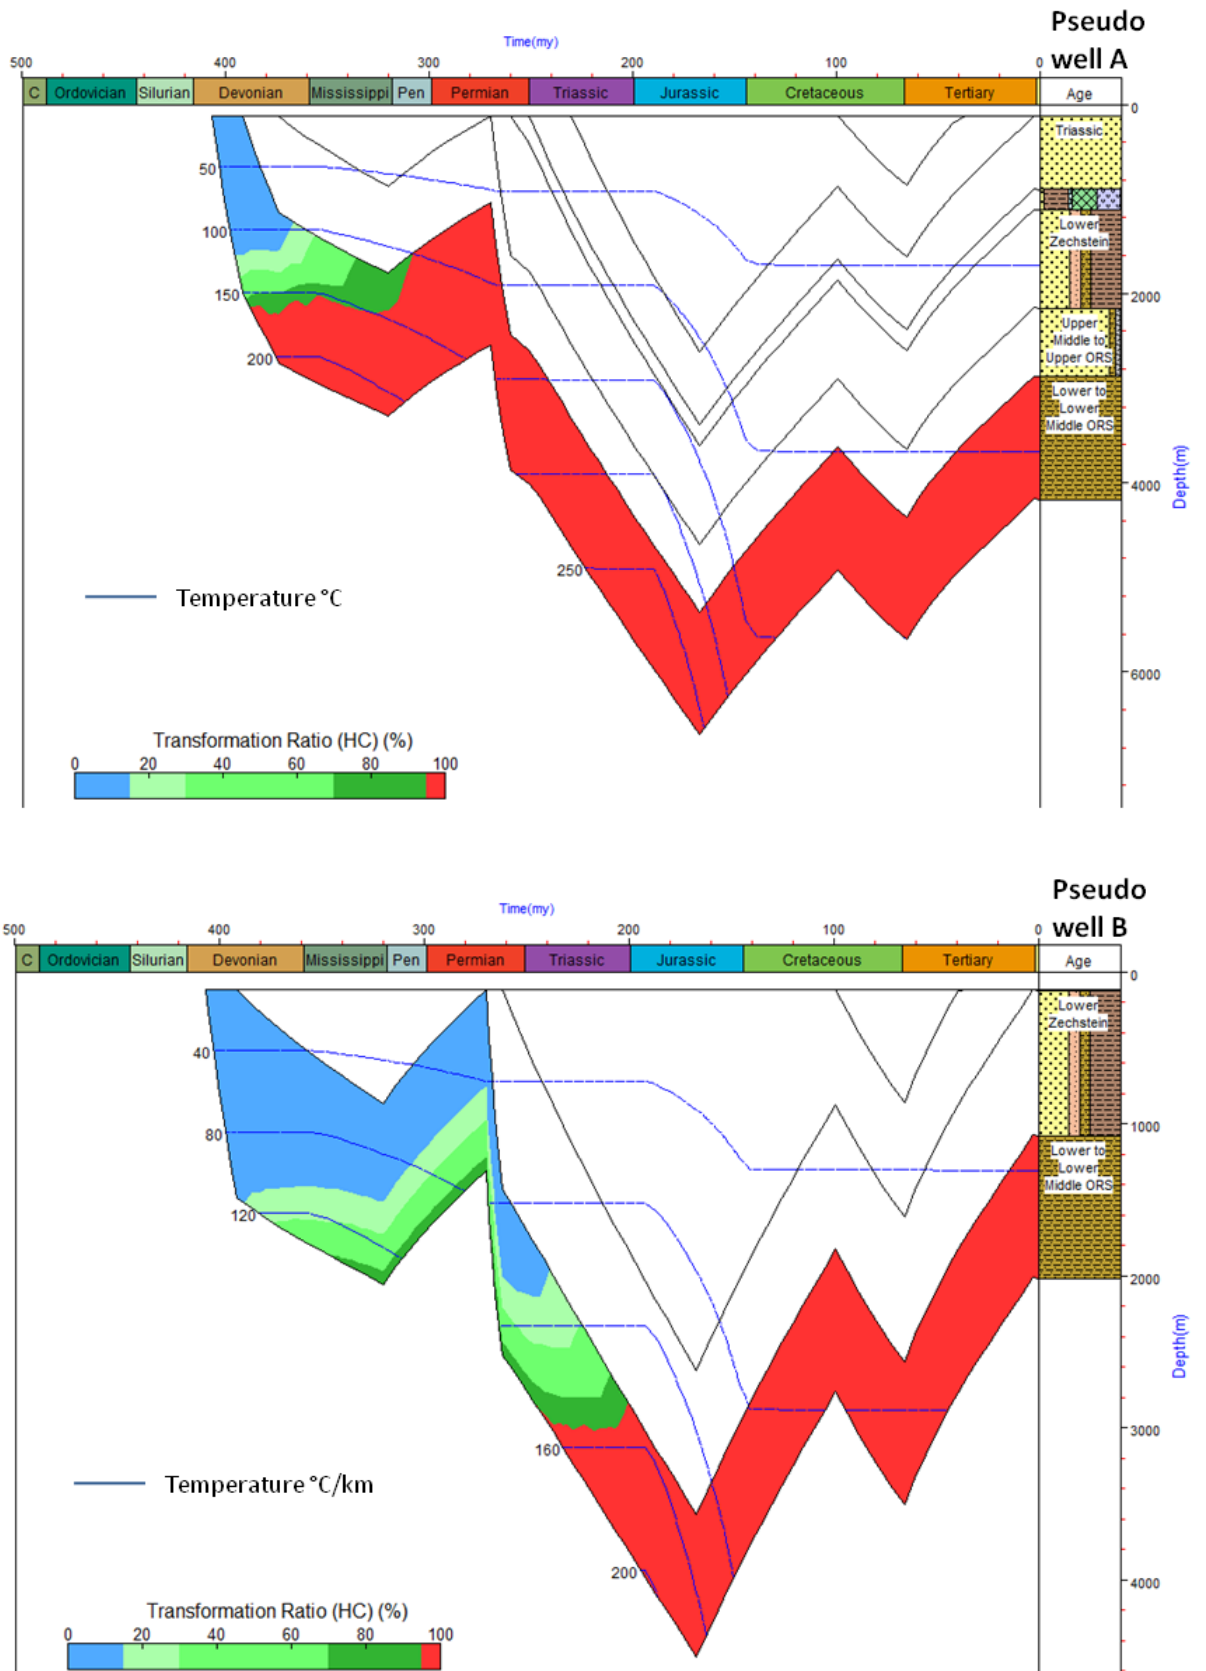 Pseudo
well A
Time(my)
500 400 300 200 100 0
C Ordovician Silurian Devonian Mississippi Pen Permian Triassic Jurassic Cretaceous Tertiary Age
0
Triassic
50
100
Lower
Zechstein
150
2000
Upper
Middle to
Upper ORS
200
Lower to
Lower
Middle ORS
4000
Depth(m)
250
Temperature °C
6000
Transformation Ratio (HC) (%)
0 20 40 60 80 100
Pseudo
well B
Time(my)
500 400 300 200 100 0
C Ordovician Silurian Devonian Mississippi Pen Permian Triassic Jurassic Cretaceous Tertiary Age
0
Lower
Zechstein
40
80
1000
Lower to
Lower
Middle ORS
120
2000
Depth(m)
3000
160
Temperature °C/km
200
4000
Transformation Ratio (HC) (%)
0 20 40 60 80 100